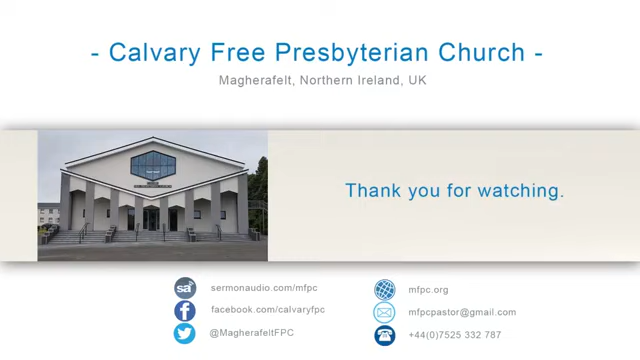 - Calvary Free Presbyterian Church -
Magherafelt, Northern Ireland, UK
Thank you for watching.
sermonaudio.com/mfpc
facebook.com/calvaryfpc
@MagherafeltFPC
mfpc.org
mfpcpastor@gmail.com
+44(0)7525 332 787
sa